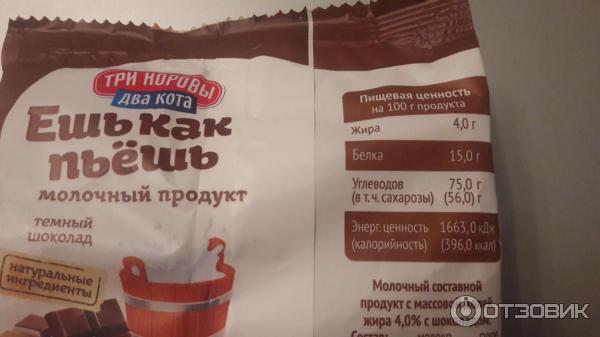 ТРИ КОРОВЫ
ДВА КОТА
Ешь как
пьёшь
молочный продукт
темный
шоколад
натуральные
ингредиенты
Пищевая ценность
на 100 г продукта
Жира 4,0 г
Белка 15,0 г
Углеводов 75,0 г
(в т. ч. сахарозы) (56,0) г
Энерг. ценность 1663,0 кДж
(калорийность) (396,0 ккал)
Молочный составной
продукт с массовой
жира 4,0% с
Состав: молоко
ОТЗОВИК